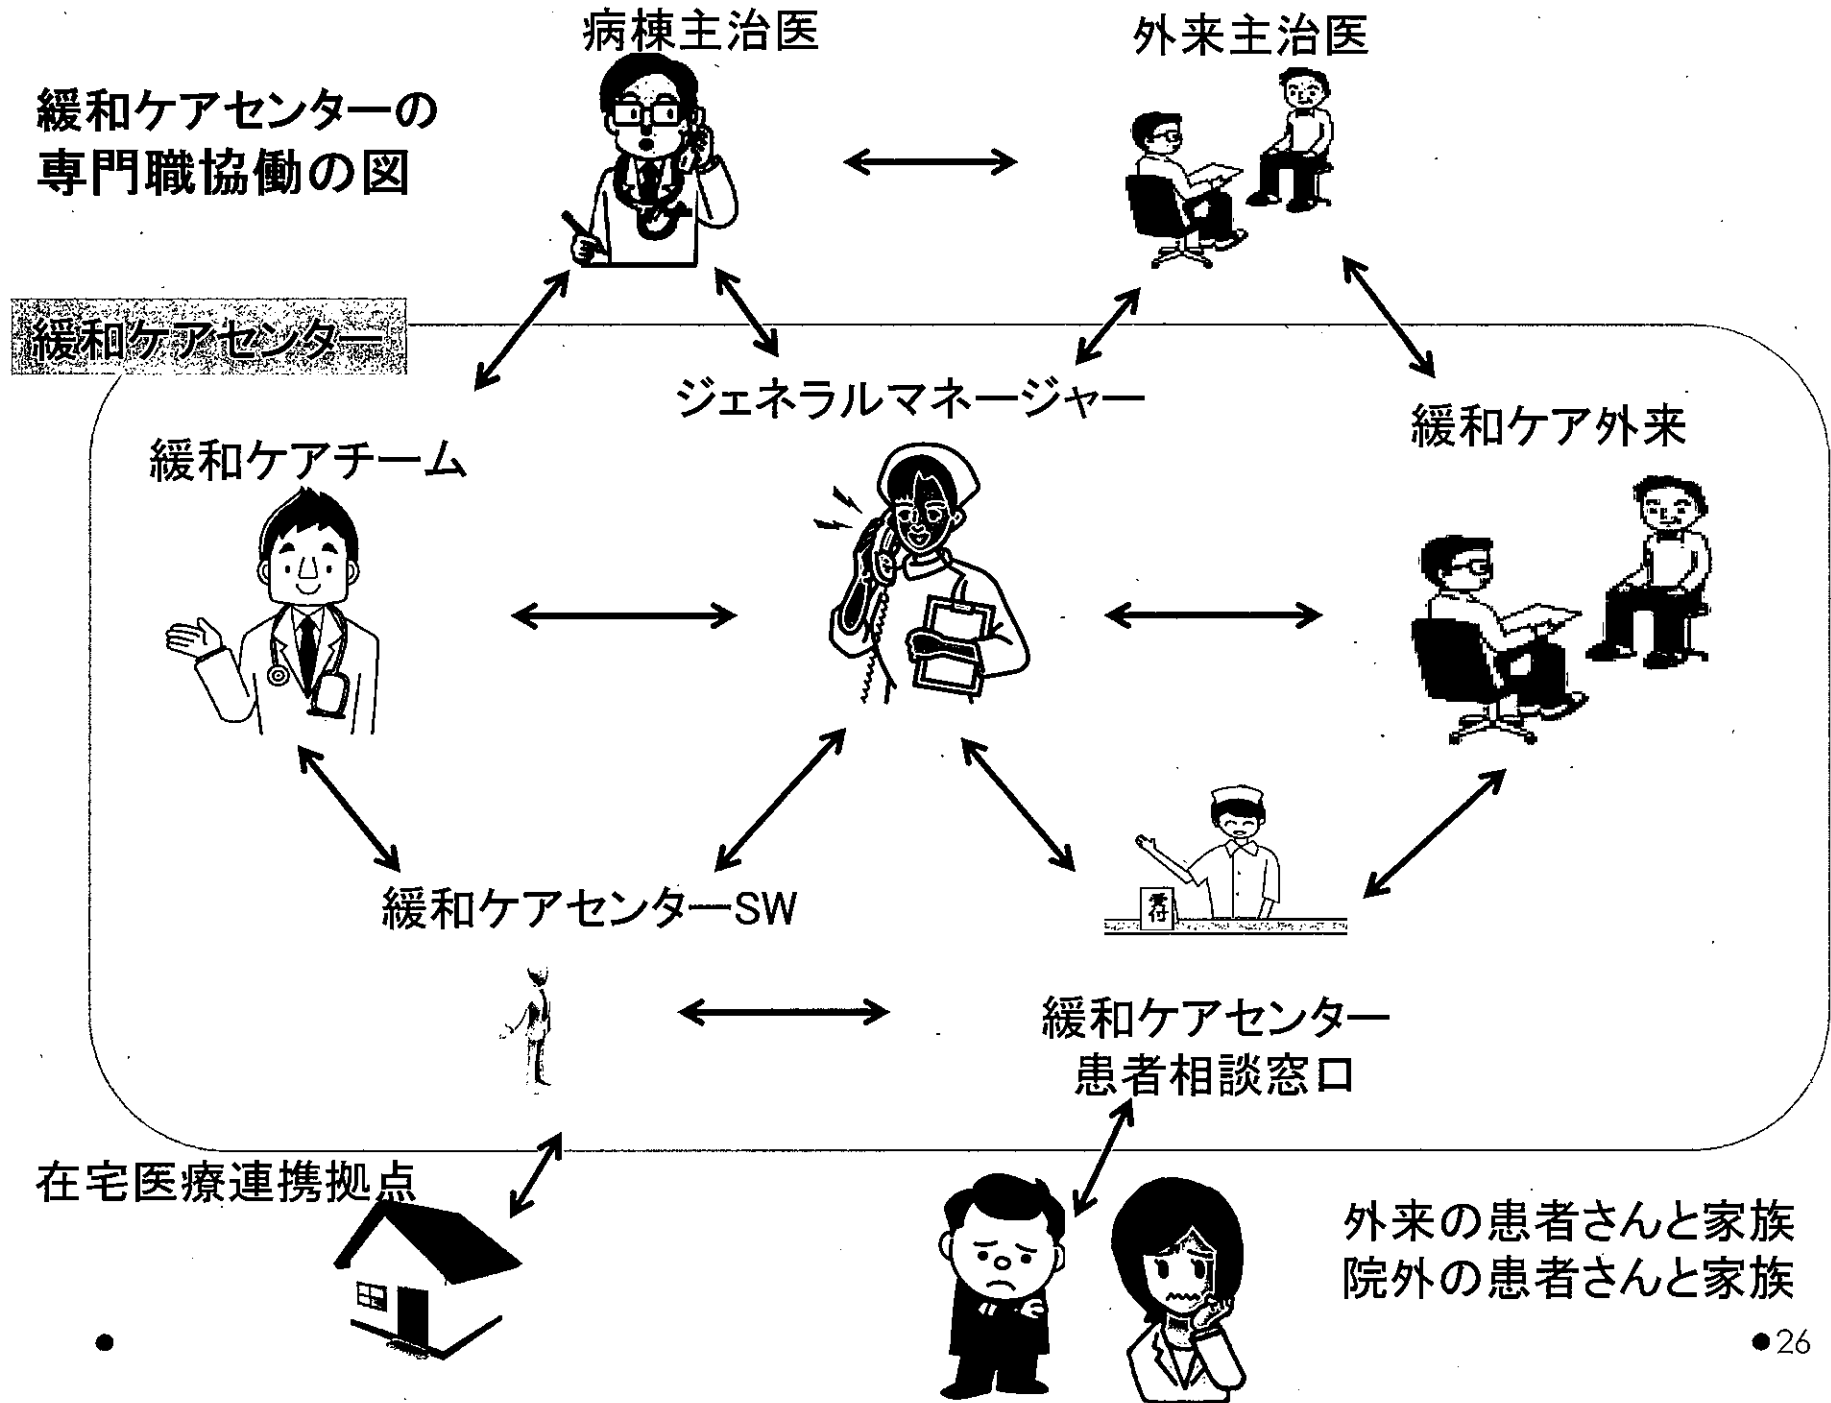 病棟主治医
外来主治医
緩和ケアセンターの
専門職協働の図
緩和ケアセンター
ジェネラルマネージャー
緩和ケア外来
緩和ケアチーム
緩和ケアセンターSW
受付
緩和ケアセンター
患者相談窓口
在宅医療連携拠点
外来の患者さんと家族
院外の患者さんと家族
●26